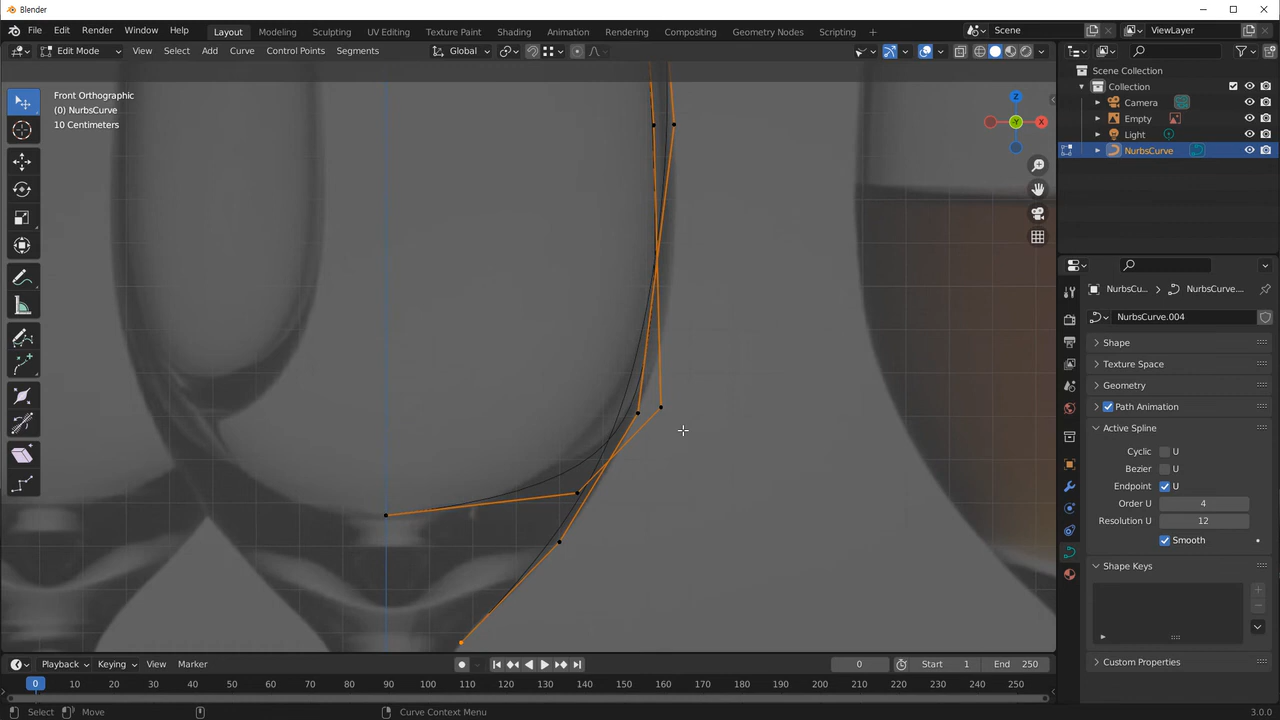 Blender
File Edit Render Window Help Layout Modeling Sculpting UV Editing Texture Paint Shading Animation Rendering Compositing Geometry Nodes Scripting + Scene ViewLayer
Edit Mode View Select Add Curve Control Points Segments Global
Front Orthographic
(0) NurbsCurve
10 Centimeters
Z
X
-Y
Scene Collection
Collection
Camera
Empty
Light
NurbsCurve
NurbsCu... > NurbsCurve....
NurbsCurve.004
Shape
Texture Space
Geometry
Path Animation
Active Spline
Cyclic U
Bezier U
Endpoint U
Order U 4
Resolution U 12
Smooth
Shape Keys
Custom Properties
Playback Keying View Marker 0 Start 1 End 250
0 10 20 30 40 50 60 70 80 90 100 110 120 130 140 150 160 170 180 190 200 210 220 230 240 250
Select Move Curve Context Menu 3.0.0